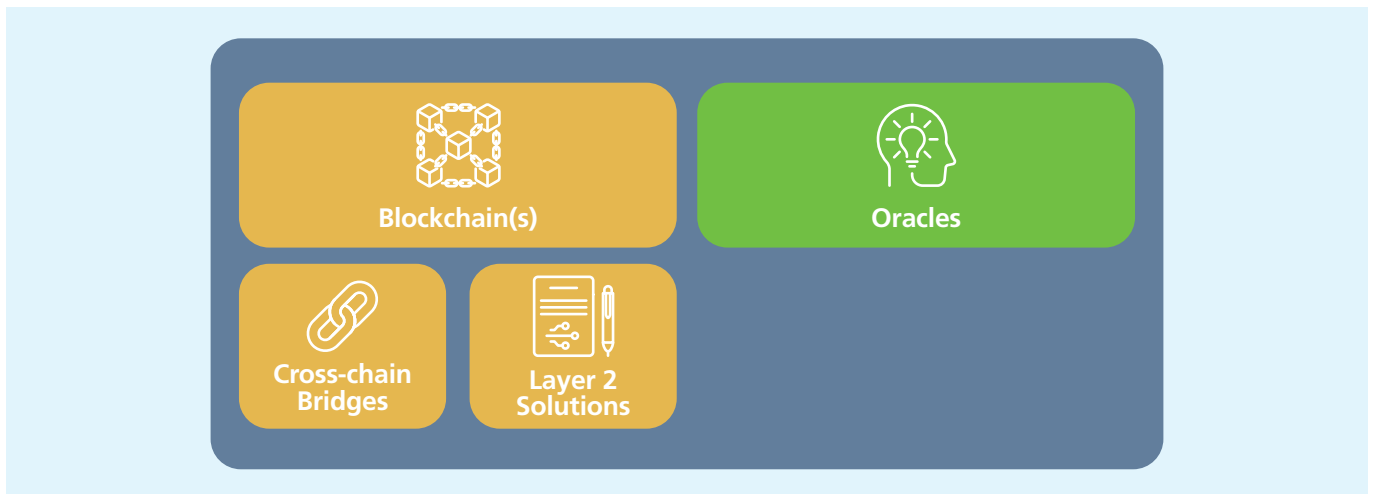 Blockchain(s)
Oracles
Cross-chain
Bridges
Layer 2
Solutions